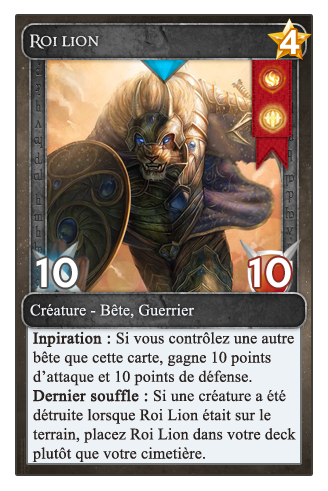 Roi lion
4
10
10
Créature - Bête, Guerrier
Inpiration : Si vous contrôlez une autre
bête que cette carte, gagne 10 points
d'attaque et 10 points de défense.
Dernier souffle : Si une créature a été
détruite lorsque Roi Lion était sur le
terrain, placez Roi Lion dans votre deck
plutôt que votre cimetière.